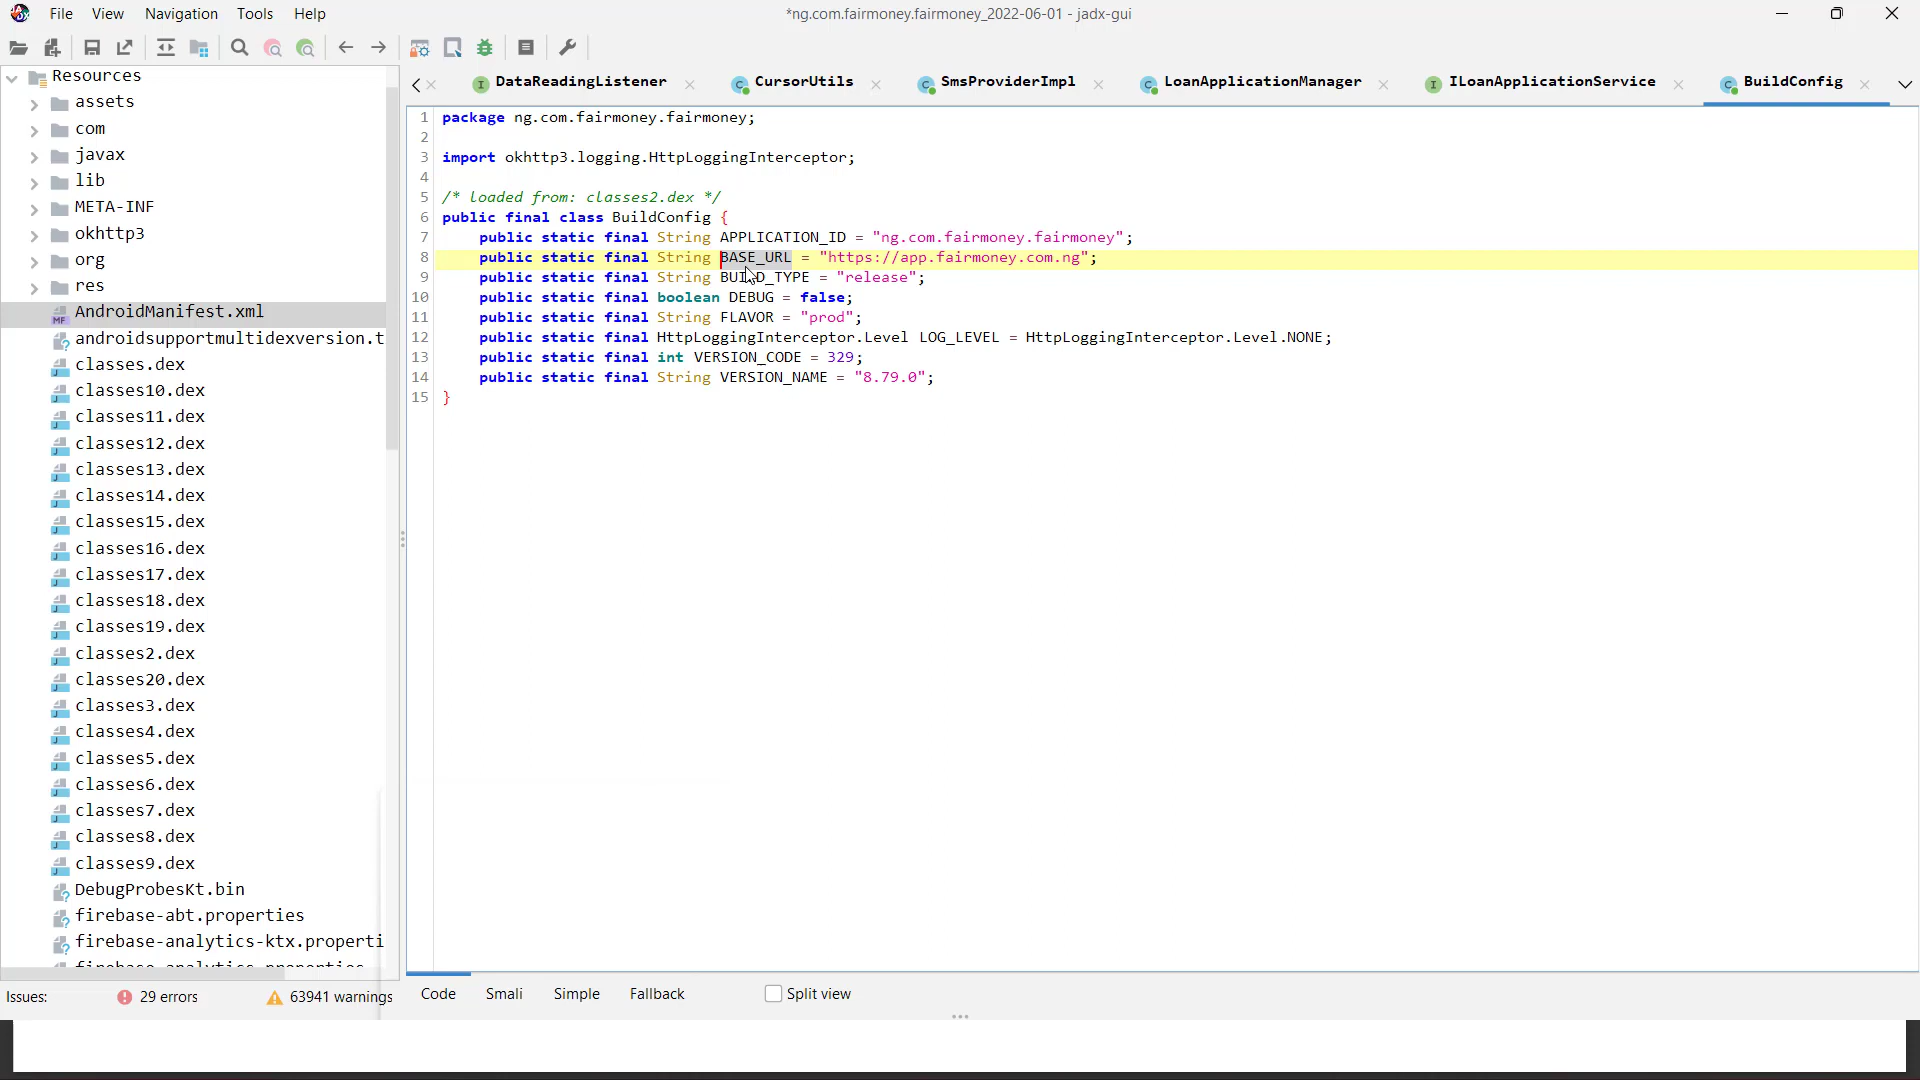 File View Navigation Tools Help
*ng.com.fairmoney.fairmoney_2022-06-01 - jadx-gui
DataReadingListener CursorUtils SmsProviderImpl LoanApplicationManager ILoanApplicationService BuildConfig
Resources
assets
com
javax
lib
META-INF
okhttp3
org
res
AndroidManifest.xml
androidsupportmultidexversion.t
classes.dex
classes10.dex
classes11.dex
classes12.dex
classes13.dex
classes14.dex
classes15.dex
classes16.dex
classes17.dex
classes18.dex
classes19.dex
classes2.dex
classes20.dex
classes3.dex
classes4.dex
classes5.dex
classes6.dex
classes7.dex
classes8.dex
classes9.dex
DebugProbesKt.bin
firebase-abt.properties
firebase-analytics-ktx.properti
firebase-analytics.properties
1 package ng.com.fairmoney.fairmoney;
2
3 import okhttp3.logging.HttpLoggingInterceptor;
4
5 /* loaded from: classes2.dex */
6 public final class BuildConfig {
7 public static final String APPLICATION_ID = "ng.com.fairmoney.fairmoney";
8 public static final String BASE_URL = "https://app.fairmoney.com.ng";
9 public static final String BUILD_TYPE = "release";
10 public static final boolean DEBUG = false;
11 public static final String FLAVOR = "prod";
12 public static final HttpLoggingInterceptor.Level LOG_LEVEL = HttpLoggingInterceptor.Level.NONE;
13 public static final int VERSION_CODE = 329;
14 public static final String VERSION_NAME = "8.79.0";
15 }
Issues: 29 errors 63941 warnings
Code Smali Simple Fallback Split view